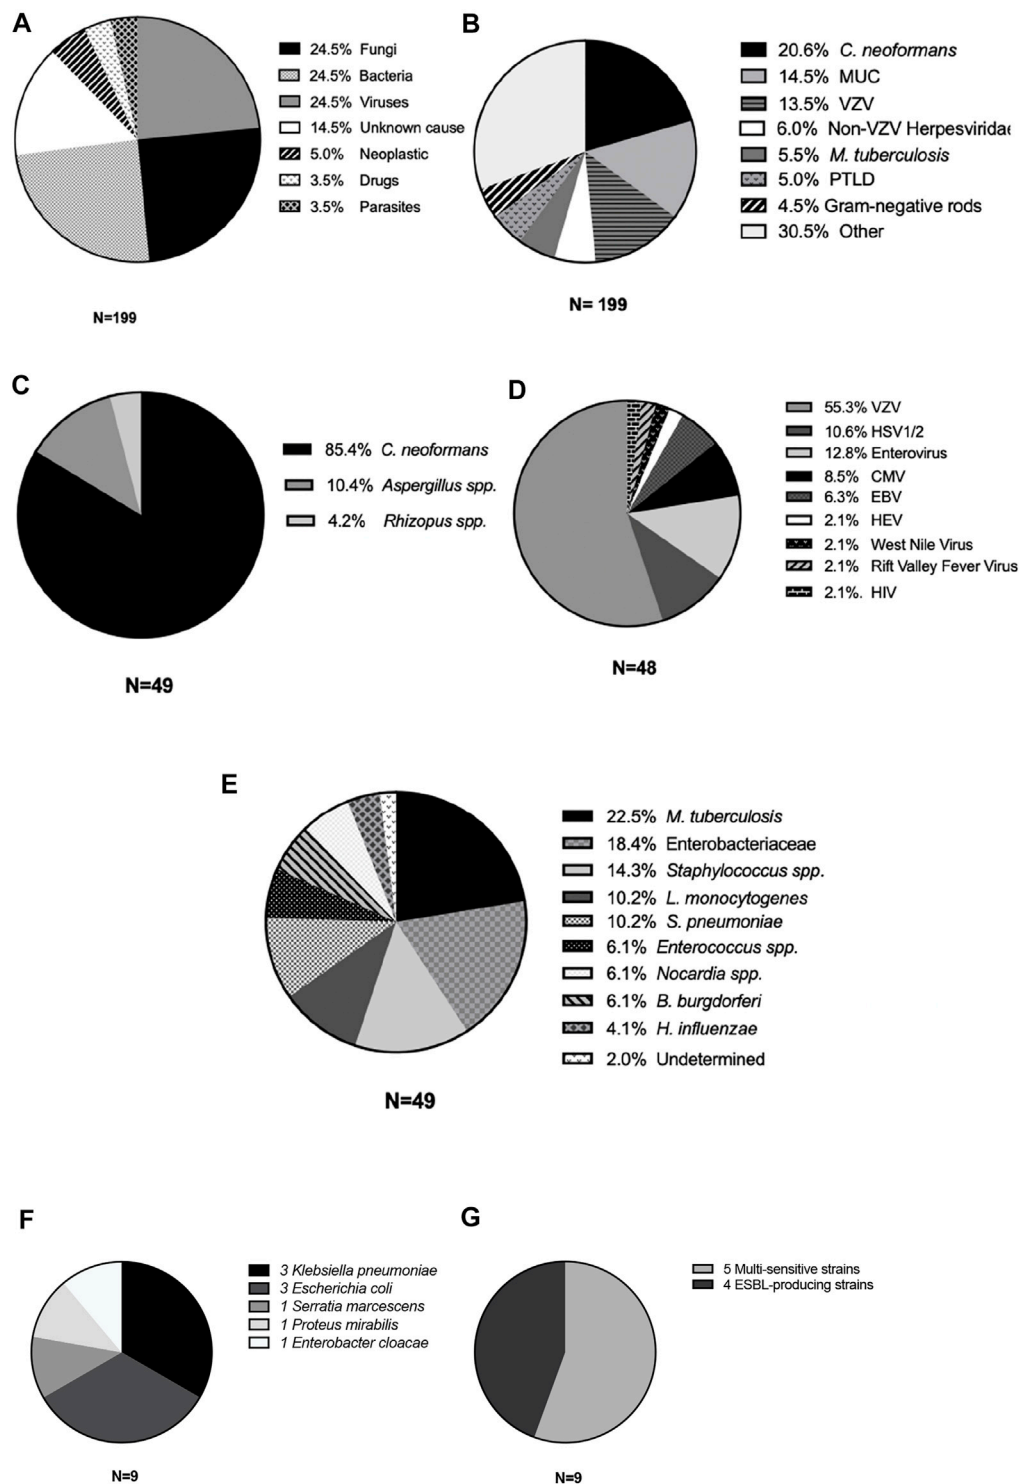 A
24.5% Fungi
24.5% Bacteria
24.5% Viruses
14.5% Unknown cause
5.0% Neoplastic
3.5% Drugs
3.5% Parasites
N=199
B
20.6% C. neoformans
14.5% MUC
13.5% VZV
6.0% Non-VZV Herpesviridae
5.5% M. tuberculosis
5.0% PTLD
4.5% Gram-negative rods
30.5% Other
N= 199
C
85.4% C. neoformans
10.4% Aspergillus spp.
4.2% Rhizopus spp.
N=49
D
55.3% VZV
10.6% HSV1/2
12.8% Enterovirus
8.5% CMV
6.3% EBV
2.1% HEV
2.1% West Nile Virus
2.1% Rift Valley Fever Virus
2.1%. HIV
N=48
E
22.5% M. tuberculosis
18.4% Enterobacteriaceae
14.3% Staphylococcus spp.
10.2% L. monocytogenes
10.2% S. pneumoniae
6.1% Enterococcus spp.
6.1% Nocardia spp.
6.1% B. burgdorferi
4.1% H. influenzae
2.0% Undetermined
N=49
F
3 Klebsiella pneumoniae
3 Escherichia coli
1 Serratia marcescens
1 Proteus mirabilis
1 Enterobacter cloacae
N=9
G
5 Multi-sensitive strains
4 ESBL-producing strains
N=9